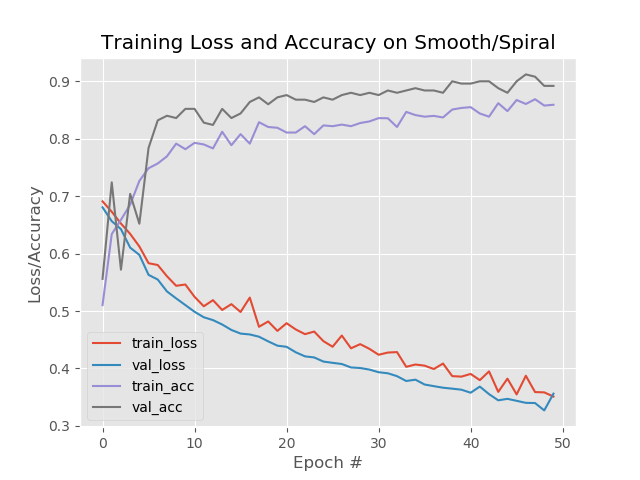 Training Loss and Accuracy on Smooth/Spiral
Loss/Accuracy
0.9
0.8
0.7
0.6
0.5
0.4
0.3
train_loss
val_loss
train_acc
val_acc
0 10 20 30 40 50
Epoch #